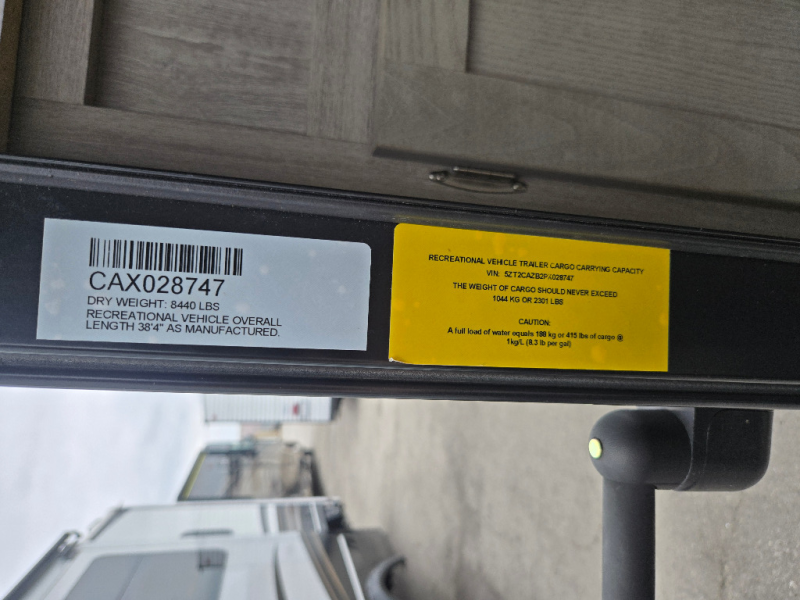 CAX028747
DRY WEIGHT: 8440 LBS
RECREATIONAL VEHICLE OVERALL
LENGTH 38'4" AS MANUFACTURED.
RECREATIONAL VEHICLE TRAILER CARGO CARRYING CAPACITY
VIN: 5ZT2CAZB2PX028747
THE WEIGHT OF CARGO SHOULD NEVER EXCEED
1044 KG OR 2301 LBS
CAUTION:
A full load of water equals 188 kg or 415 lbs of cargo @
1kg/L (8.3 lb per gal)